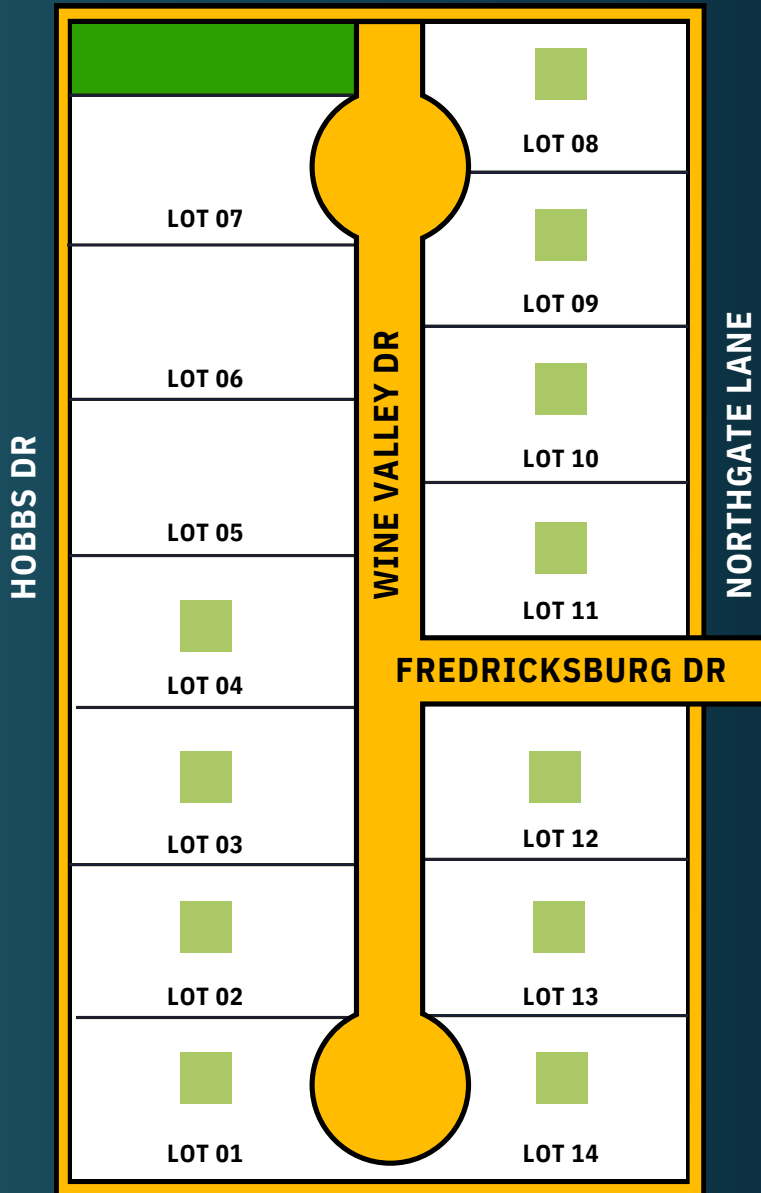 LOT 08
LOT 07
LOT 09
LOT 06
LOT 10
LOT 05
LOT 11
HOBBS DR
WINE VALLEY DR
NORTHGATE LANE
FREDRICKSBURG DR
LOT 04
LOT 12
LOT 03
LOT 02
LOT 13
LOT 01
LOT 14